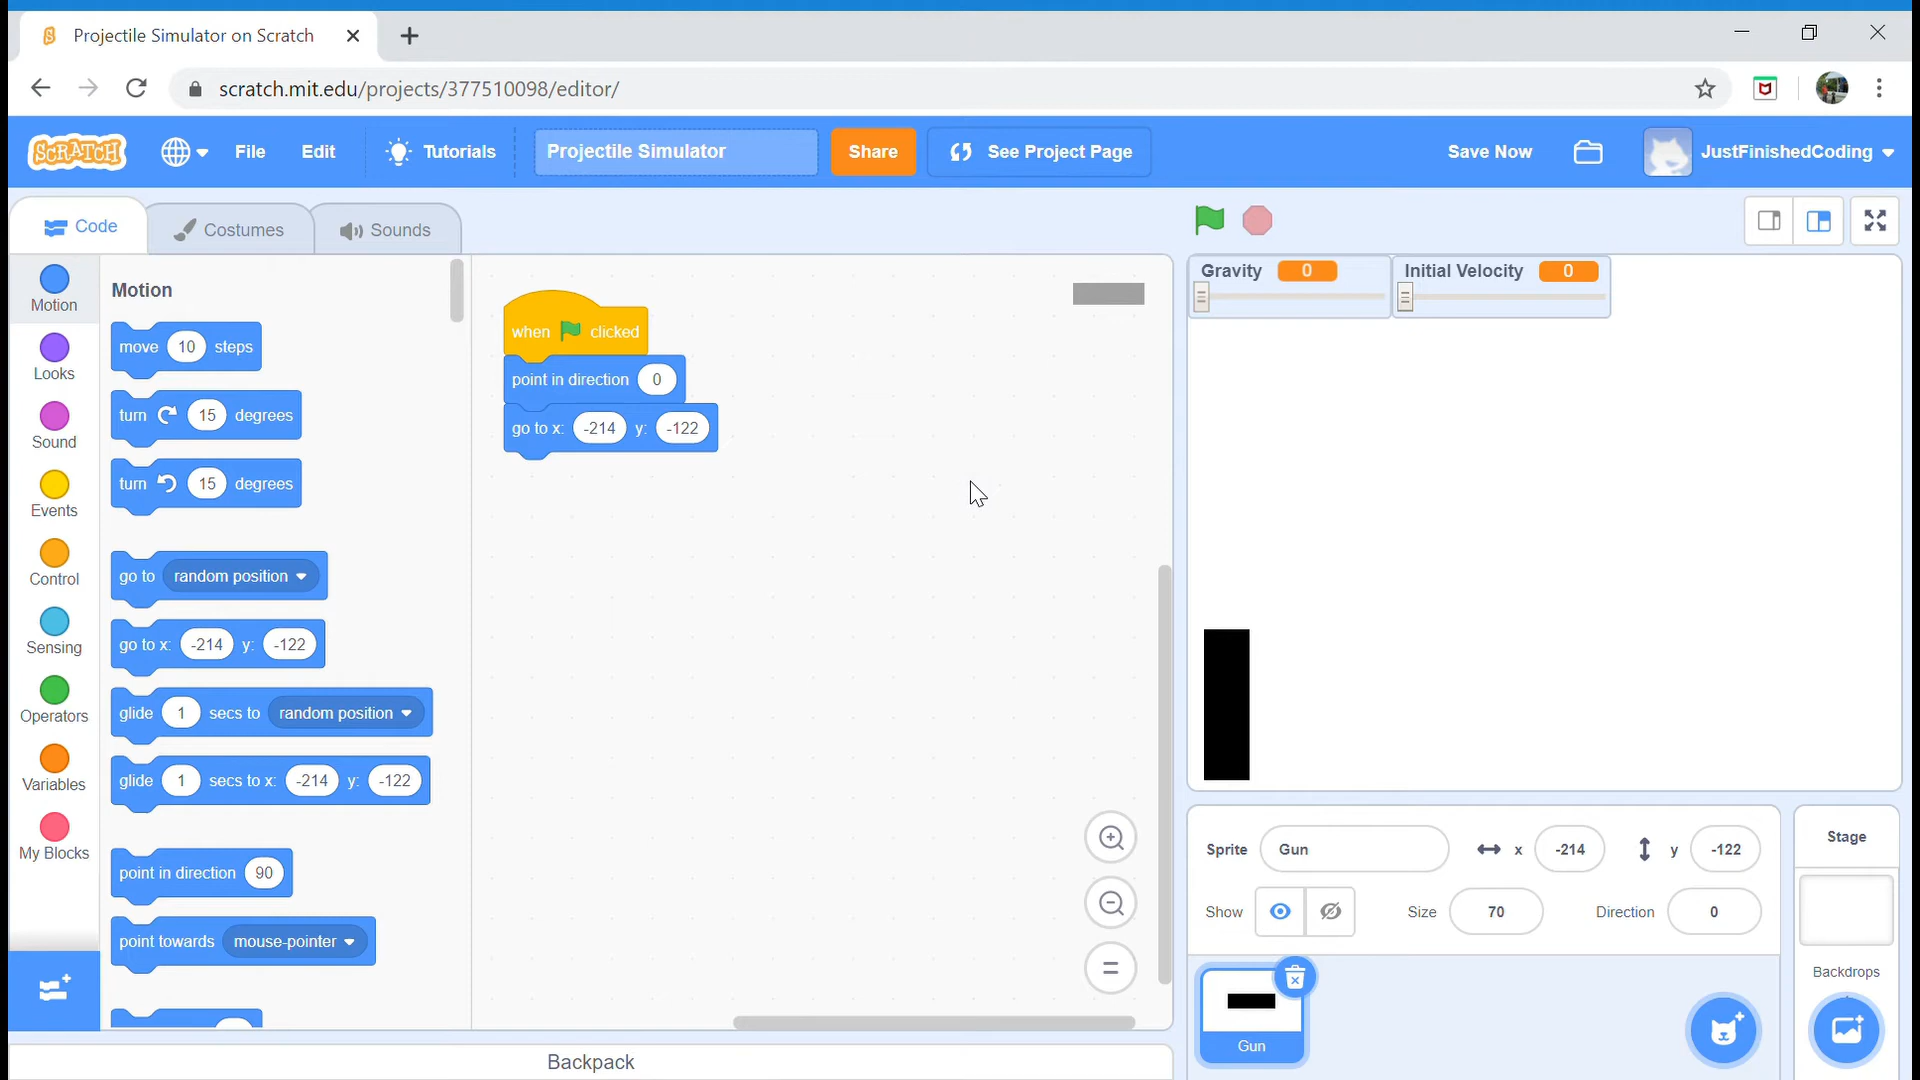 Projectile Simulator on Scratch
scratch.mit.edu/projects/377510098/editor/
SCRATCH
File
Edit
Tutorials
Projectile Simulator
Share
See Project Page
Save Now
JustFinishedCoding
Code
Costumes
Sounds
Motion
Looks
Sound
Events
Control
Sensing
Operators
Variables
My Blocks
Motion
move 10 steps
turn 15 degrees
turn 15 degrees
go to random position
go to x: -214 y: -122
glide 1 secs to random position
glide 1 secs to x: -214 y: -122
point in direction 90
point towards mouse-pointer
when clicked
point in direction 0
go to x: -214 y: -122
Backpack
Gravity 0
Initial Velocity 0
Sprite Gun x -214 y -122
Show Size 70 Direction 0
Gun
Stage
Backdrops